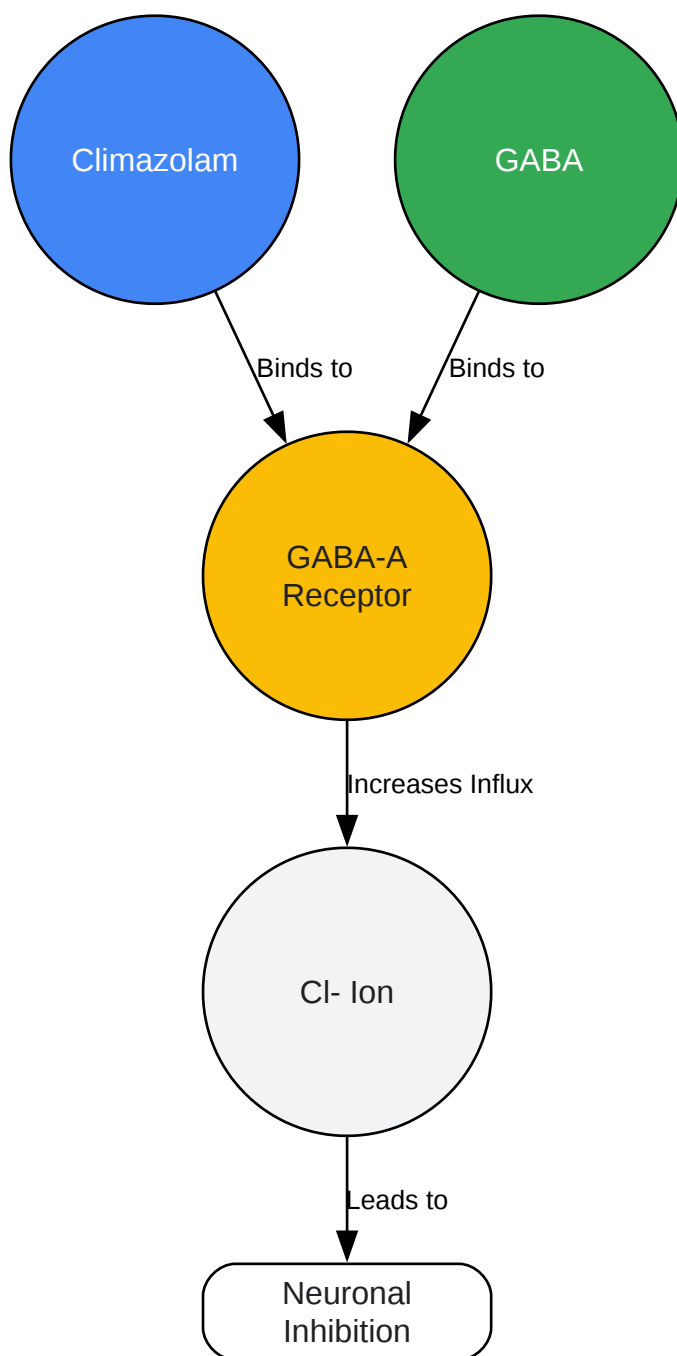 Climazolam
GABA
Binds to
Binds to
GABA-A
Receptor
Increases Influx
Cl- Ion
Leads to
Neuronal
Inhibition